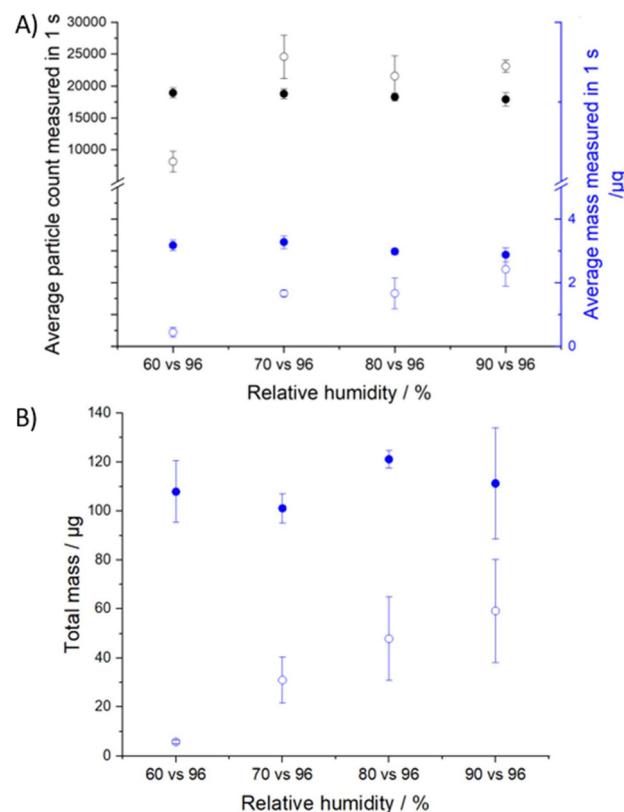 A)
Average particle count measured in 1 s
30000
25000
20000
15000
10000
4
2
0
Average mass measured in 1 s
/µg
60 vs 96 70 vs 96 80 vs 96 90 vs 96
Relative humidity / %
B)
Total mass / µg
140
120
100
80
60
40
20
0
60 vs 96 70 vs 96 80 vs 96 90 vs 96
Relative humidity / %